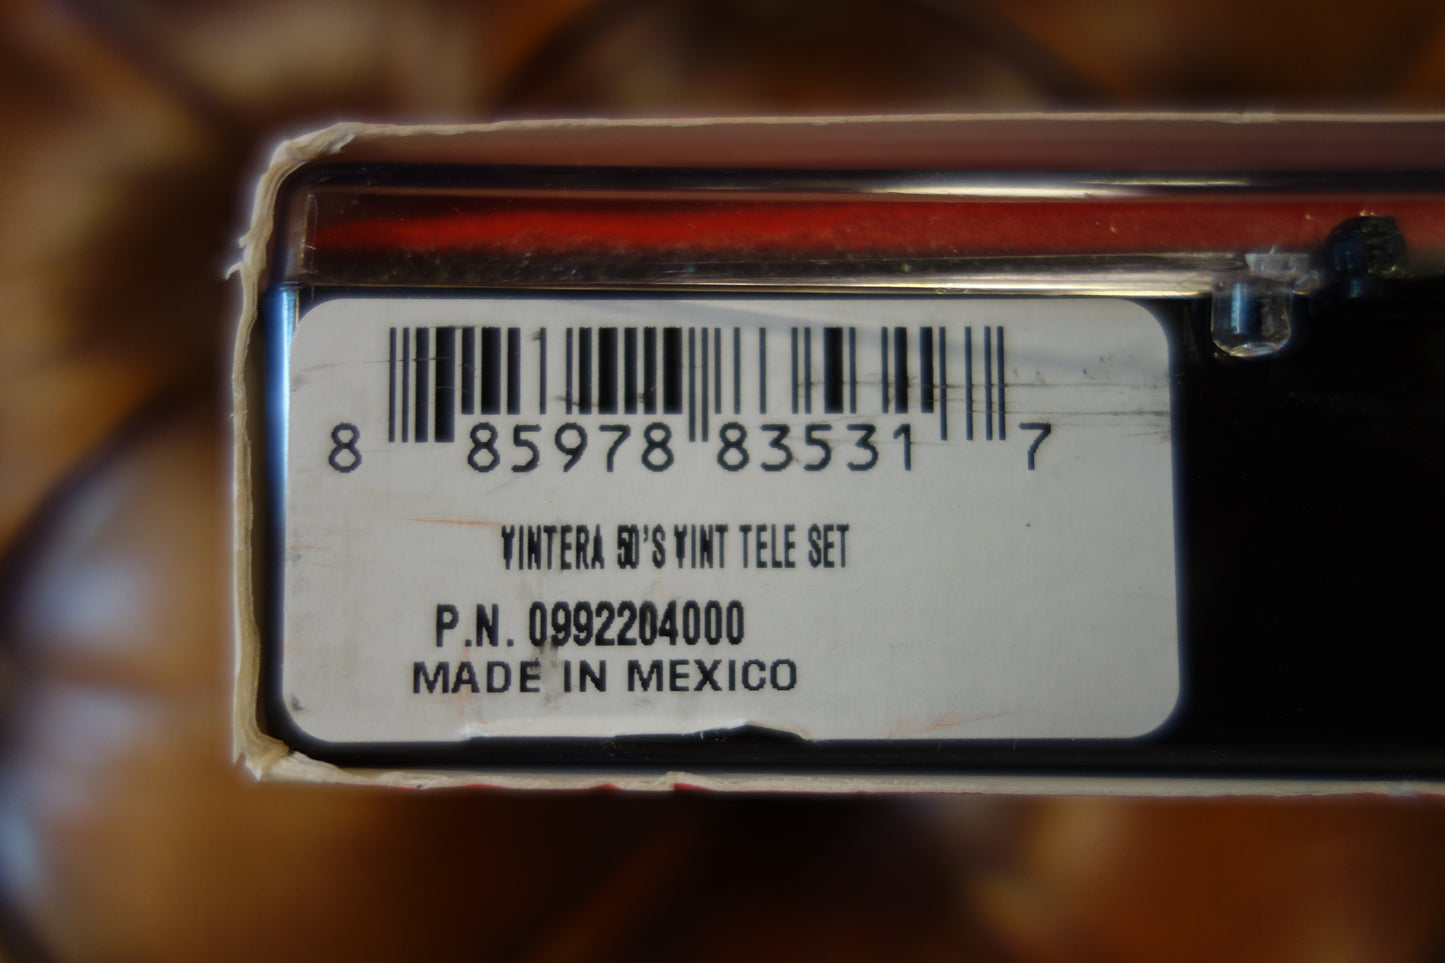 8 85978 83531 7
VINTERA 50'S VINT TELE SET
P.N. 0992204000
MADE IN MEXICO